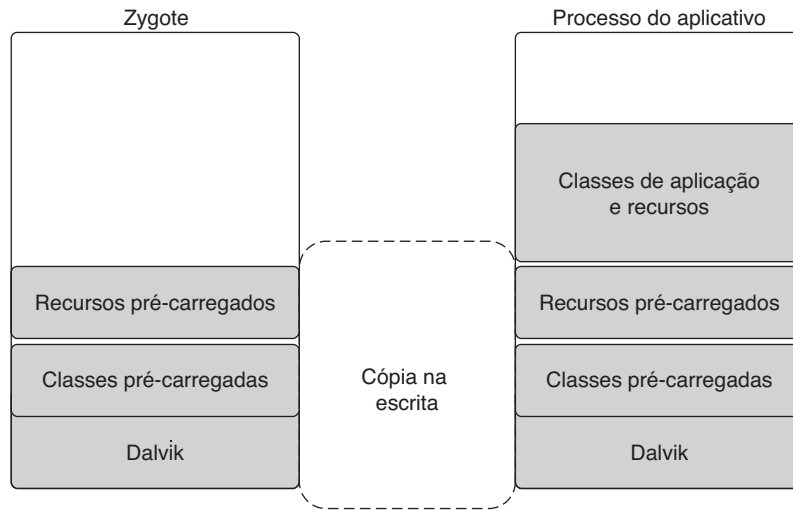 Zygote
Recursos pré-carregados
Classes pré-carregadas
Dalvik
Cópia na
escrita
Processo do aplicativo
Classes de aplicação
e recursos
Recursos pré-carregados
Classes pré-carregadas
Dalvik